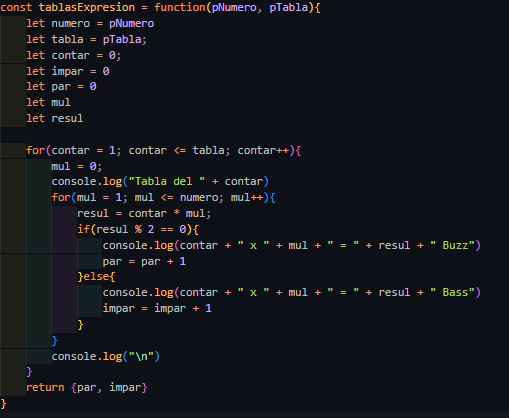 const tablasExpresion = function(pNumero, pTabla){
    let numero = pNumero
    let tabla = pTabla;
    let contar = 0;
    let impar = 0
    let par = 0
    let mul
    let resul

    for(contar = 1; contar <= tabla; contar++){
        mul = 0;
        console.log("Tabla del " + contar)
        for(mul = 1; mul <= numero; mul++){
            resul = contar * mul;
            if(resul % 2 == 0){
                console.log(contar + " x " + mul + " = " + resul + " Buzz")
                par = par + 1
            }else{
                console.log(contar + " x " + mul + " = " + resul + " Bass")
                impar = impar + 1
            }
        }
        console.log("\n")
    }
    return {par, impar}
}